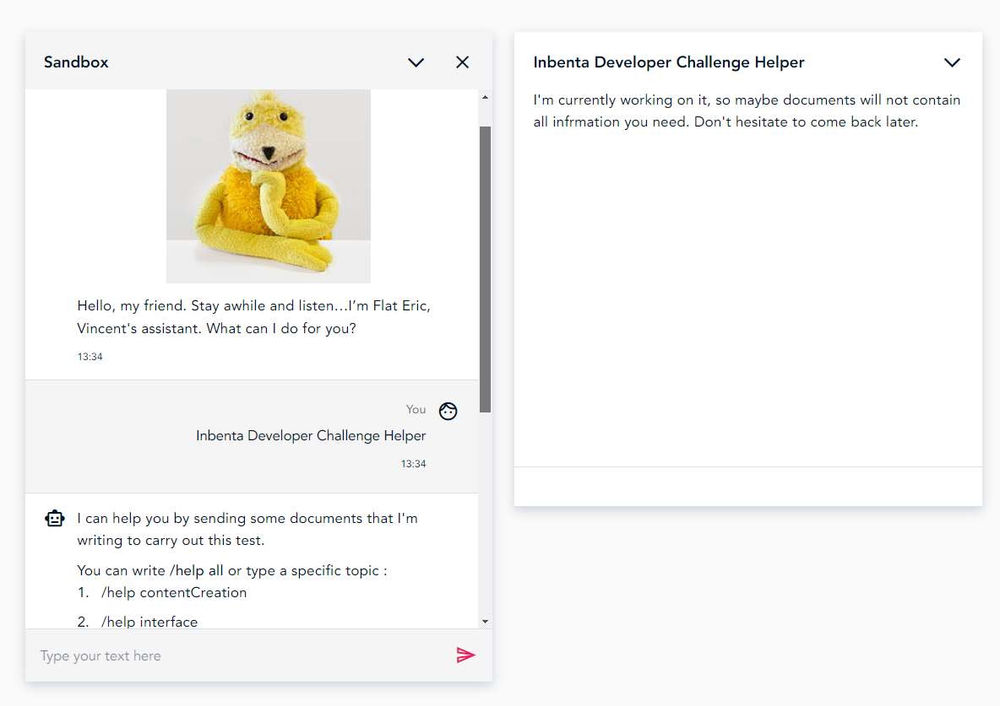 Sandbox
Hello, my friend. Stay awhile and listen…I’m Flat Eric,
Vincent's assistant. What can I do for you?
13:34
You
Inbenta Developer Challenge Helper
13:34
I can help you by sending some documents that I'm
writing to carry out this test.
You can write /help all or type a specific topic :
1. /help contentCreation
2. /help interface
Type your text here
Inbenta Developer Challenge Helper
I'm currently working on it, so maybe documents will not contain
all infrmation you need. Don't hesitate to come back later.